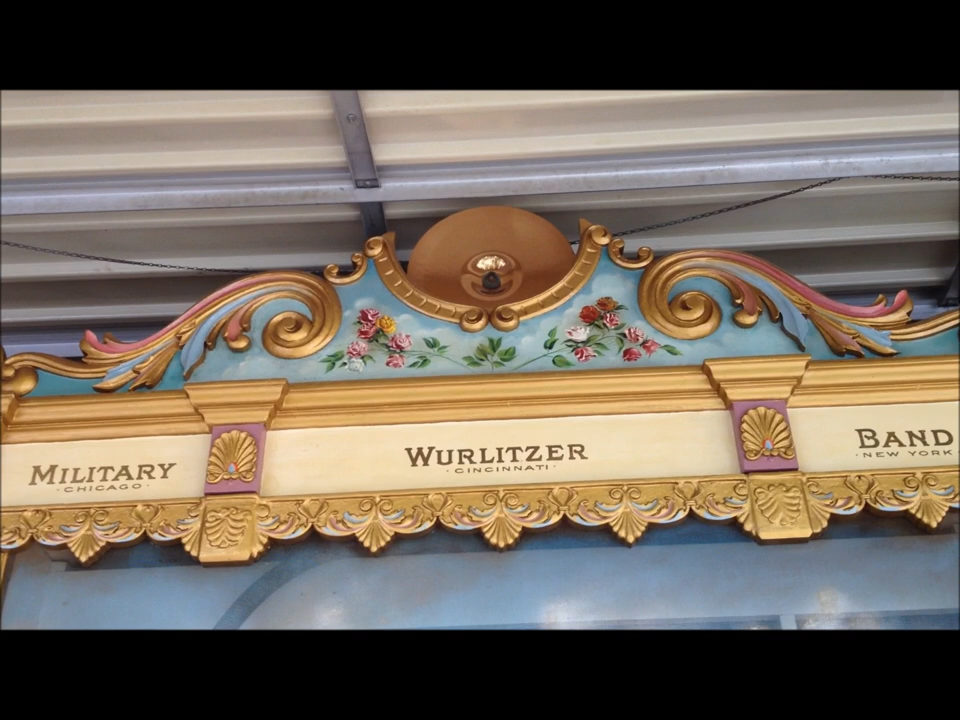 MILITARY
·CHICAGO·
WURLITZER
·CINCINNATI·
BAND
·NEW YORK·